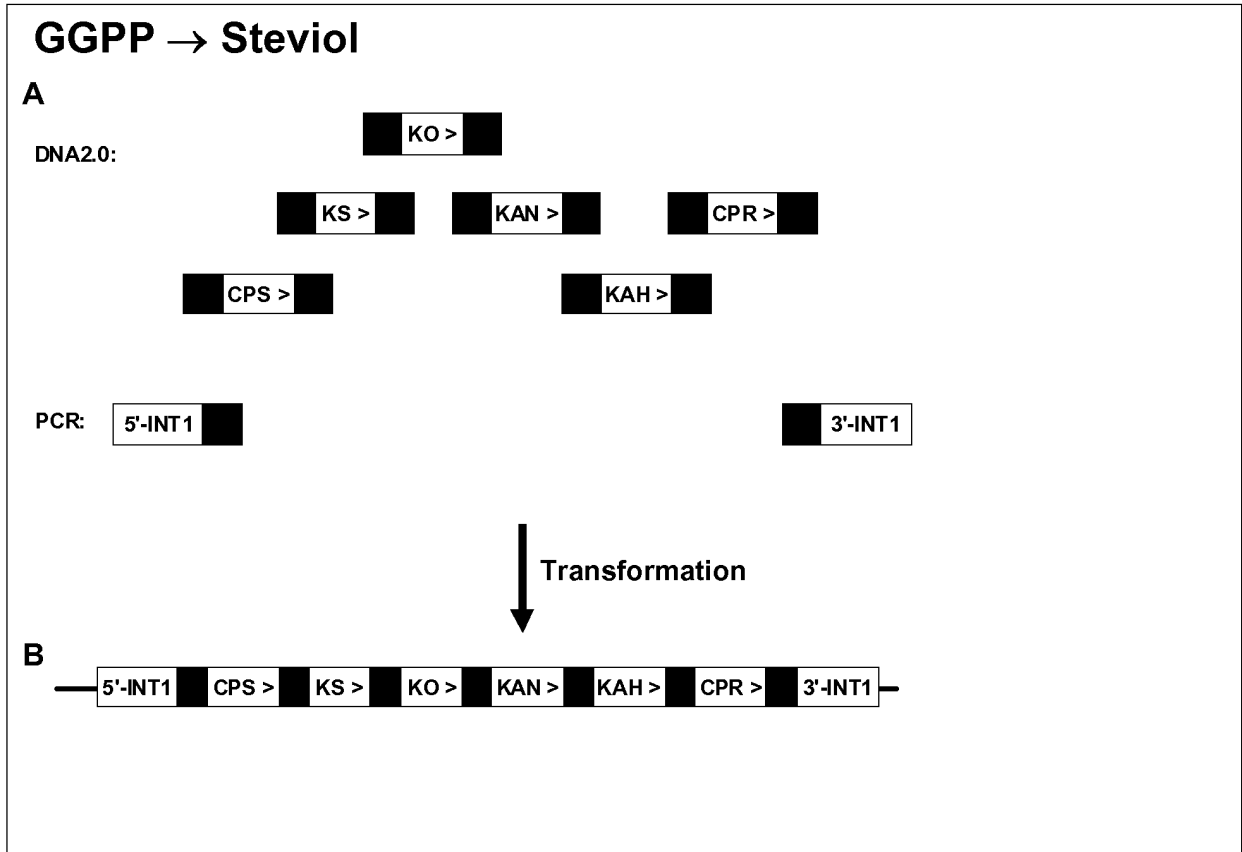 GGPP → Steviol
A
DNA2.0:
KO >
KS > KAN > CPR >
CPS > KAH >
PCR: 5'-INT1 3'-INT1
Transformation
B
5'-INT1 CPS > KS > KO > KAN > KAH > CPR > 3'-INT1